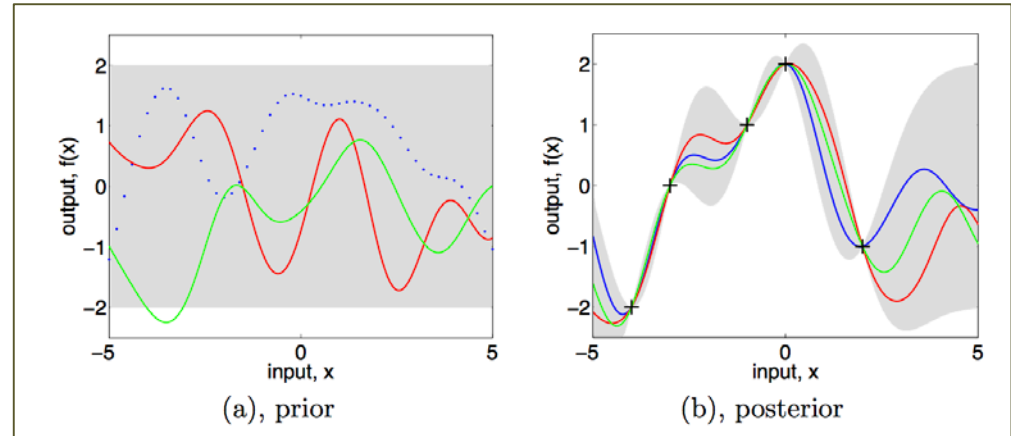 output, f(x)
2
1
0
−1
−2
−5
0
5
input, x
(a), prior
output, f(x)
2
1
0
−1
−2
−5
0
5
input, x
(b), posterior